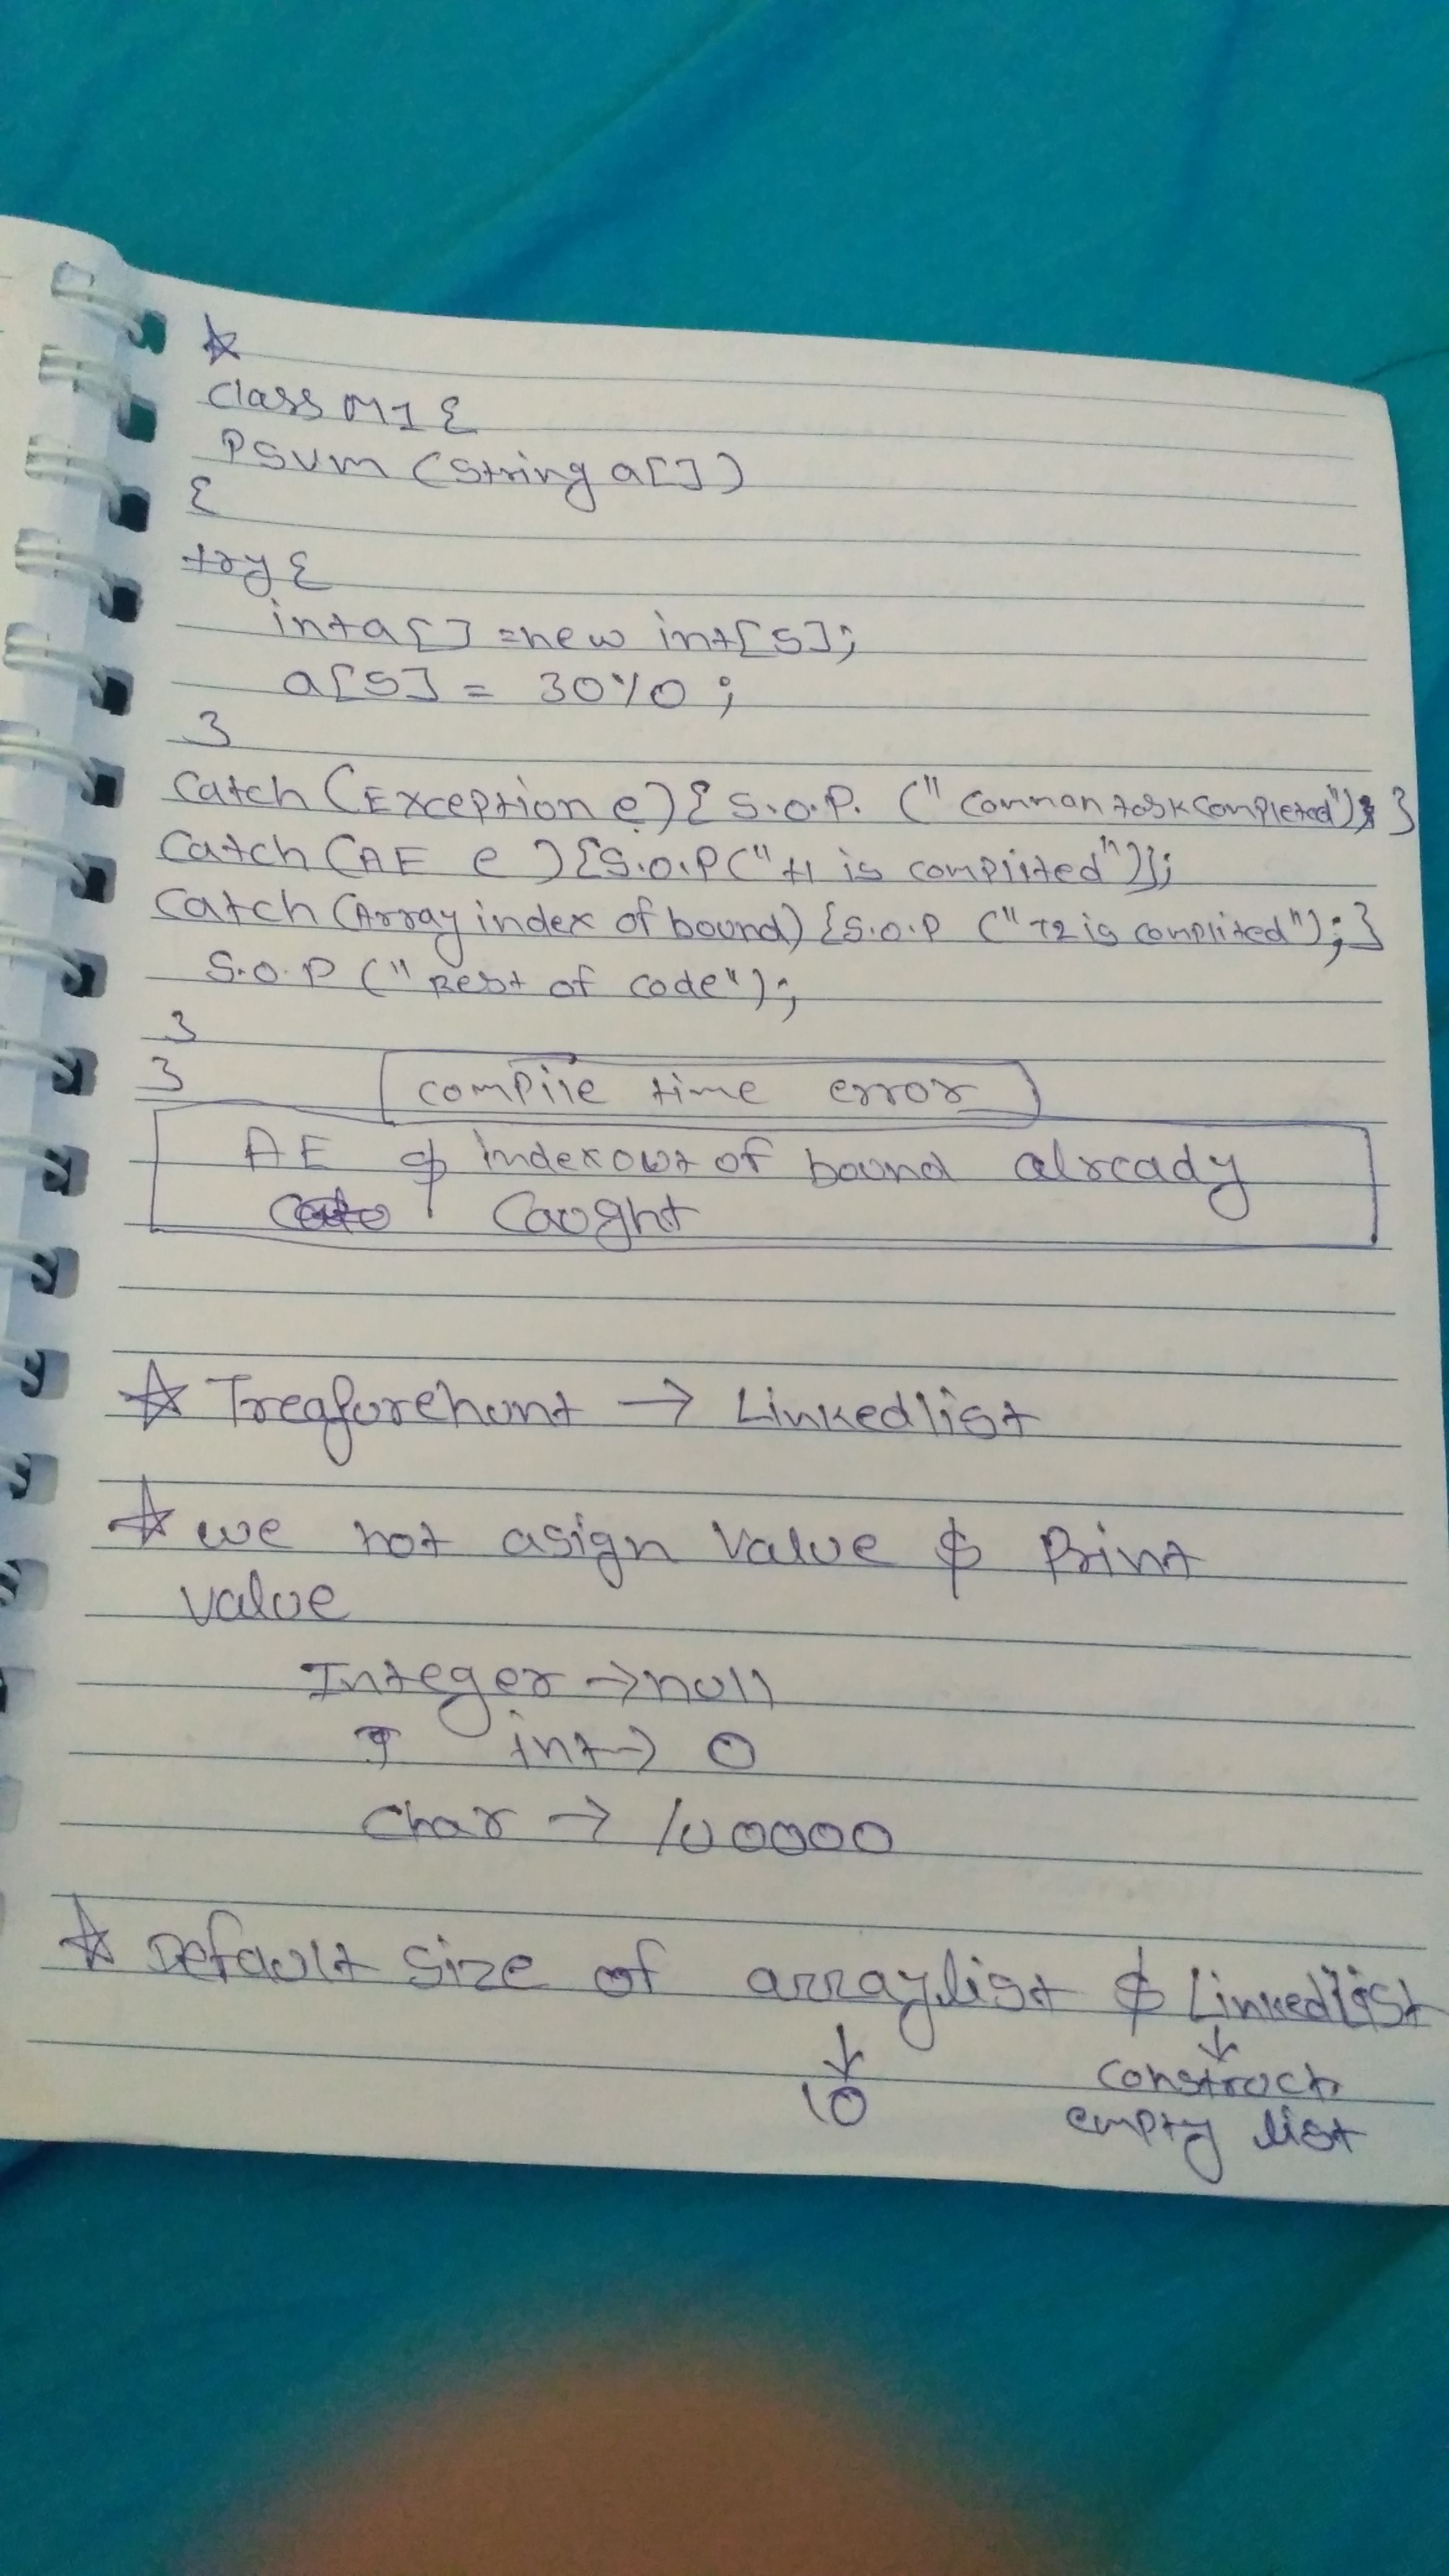 class M1 {
PSVM (String a[])
{
try {
int a[] = new int[5];
a[5] = 30%0;
}
catch (Exception e) { S.O.P. ("Common task completed"); }
catch (AE e) {S.O.P ("t1 is complited")};
catch (Array index of bound) {S.O.P ("T2 is complited"); }
S.O.P ("Rest of code");
}
}
compile time error
AE & index out of bound already
Caught
→ Linkedlist
we not asign value & Print
value
Integer → null
int → 0
char → /u0000
Default size of arraylist & Linkedlist
10
construct
empty list